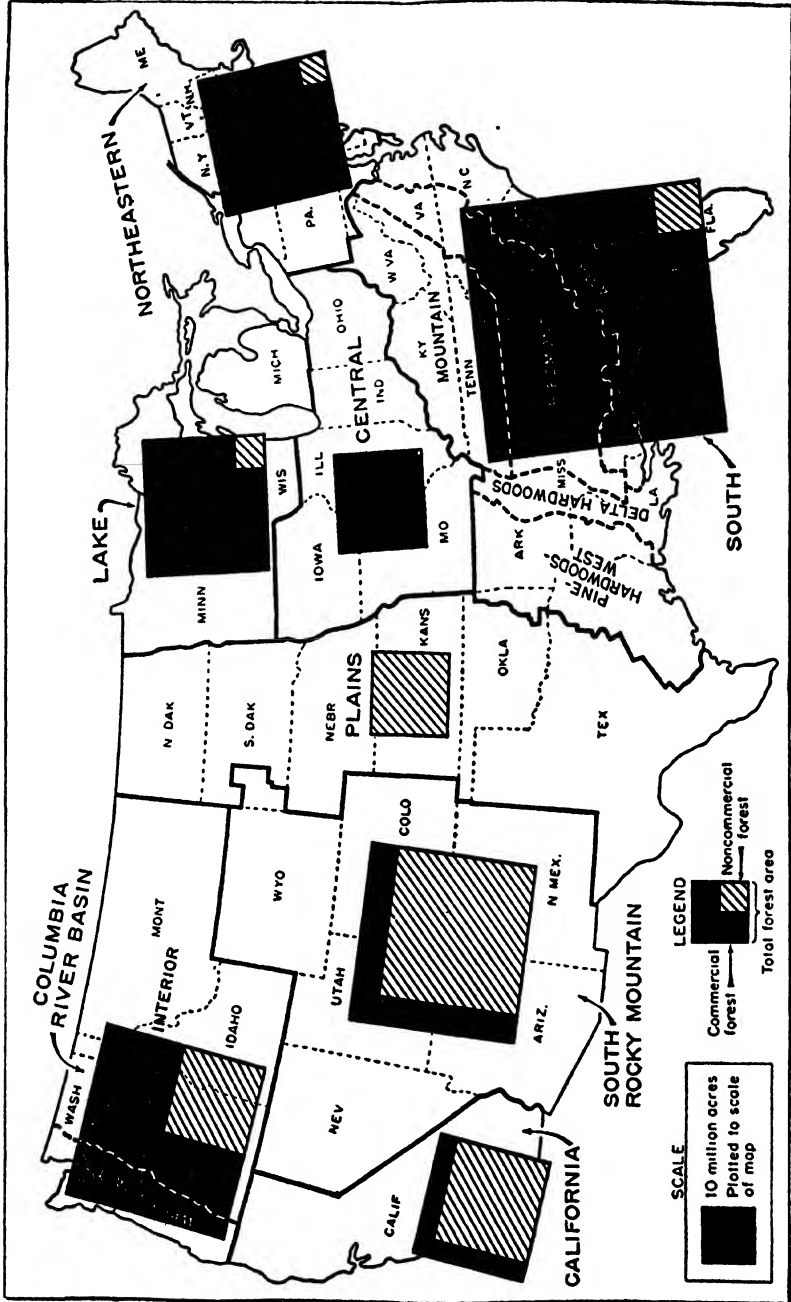 COLUMBIA
RIVER BASIN
WASH
MONT
INTERIOR
IDAHO
WYO
NEV
UTAH
COLO
ARIZ.
N MEX.
CALIF
CALIFORNIA
SOUTH
ROCKY MOUNTAIN
N DAK
S. DAK
NEBR
PLAINS
KANS
OKLA
TEX
LAKE
MINN
WIS
MICH
IOWA
ILL
CENTRAL
IND
OHIO
MO
NORTHEASTERN
ME
VT
N.H.
N.Y
PA.
W VA
VA
KY
MOUNTAIN
TENN
N C
ARK
MISS
LA
DELTA HARDWOODS
PINE
HARDWOODS
WEST
FLA.
SOUTH
SCALE
10 million acres
Plotted to scale
of map
LEGEND
Commercial
forest
Noncommercial
forest
Total forest area